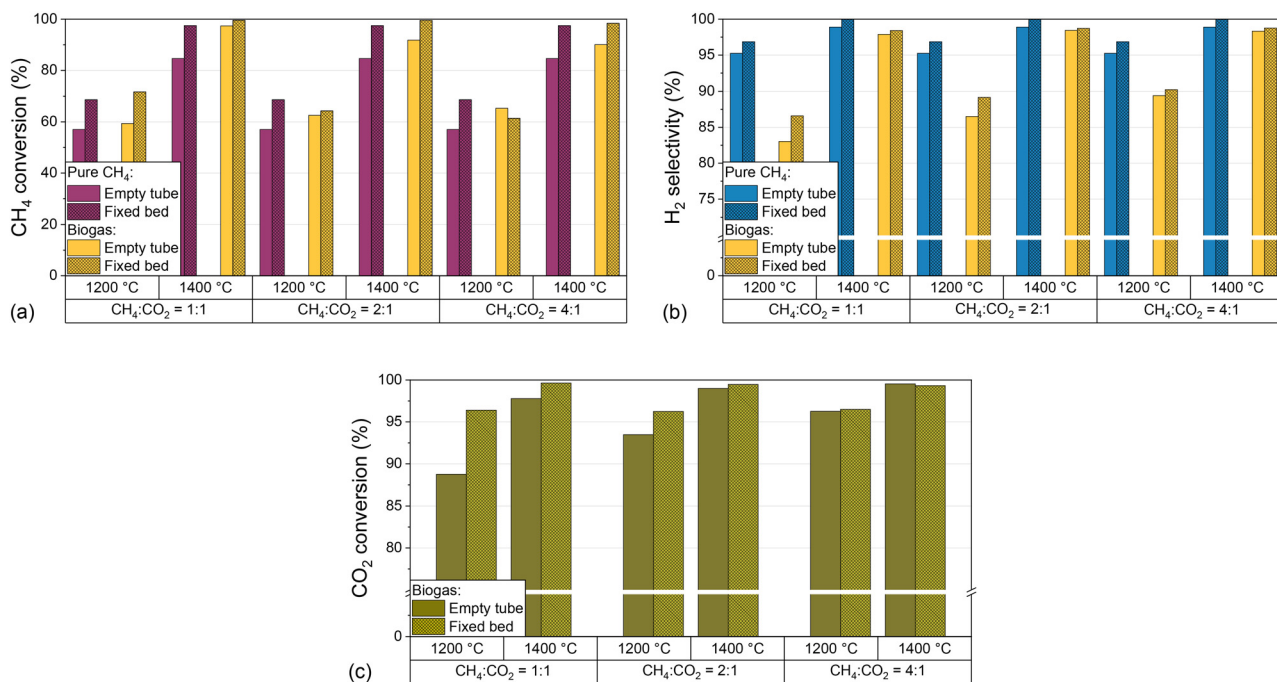 100
80
60
40
20
0
CH₄ conversion (%)
Pure CH₄:
Empty tube
Fixed bed
Biogas:
Empty tube
Fixed bed
1200 °C 1400 °C 1200 °C 1400 °C 1200 °C 1400 °C
CH₄:CO₂ = 1:1 CH₄:CO₂ = 2:1 CH₄:CO₂ = 4:1
(a)
100
95
90
85
80
75
0
H₂ selectivity (%)
Pure CH₄:
Empty tube
Fixed bed
Biogas:
Empty tube
Fixed bed
1200 °C 1400 °C 1200 °C 1400 °C 1200 °C 1400 °C
CH₄:CO₂ = 1:1 CH₄:CO₂ = 2:1 CH₄:CO₂ = 4:1
(b)
100
95
90
85
80
0
CO₂ conversion (%)
Biogas:
Empty tube
Fixed bed
1200 °C 1400 °C 1200 °C 1400 °C 1200 °C 1400 °C
CH₄:CO₂ = 1:1 CH₄:CO₂ = 2:1 CH₄:CO₂ = 4:1
(c)